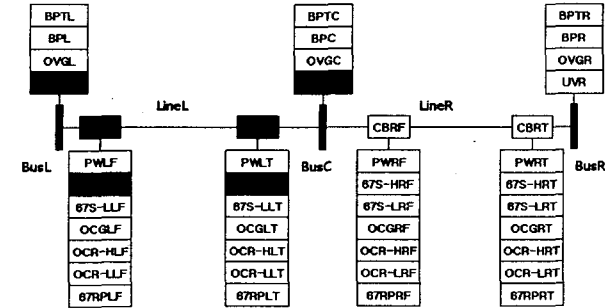 BPTL BPTC BPTR
BPL BPC BPR
OVGL OVGC OVGR
UVR
LineL LineR
CBRF CBRT
BusL BusC BusR
PWLF PWLT PWRF PWRT
67S-HRF 67S-HRT
67S-LLF 67S-LLT 67S-LRF 67S-LRT
OCGLF OCGLT OCGRF OCGRT
OCR-HLF OCR-HLT OCR-HRF OCR-HRT
OCR-LLF OCR-LLT OCR-LRF OCR-LRT
67RPLF 67RPLT 67RPRF 67RPRT